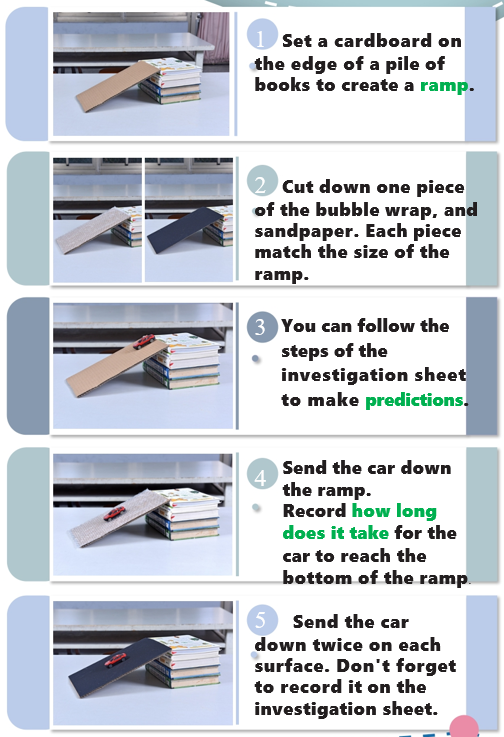 1 Set a cardboard on
the edge of a pile of
books to create a ramp.
2 Cut down one piece
of the bubble wrap, and
sandpaper. Each piece
match the size of the
ramp.
3 You can follow the
steps of the
investigation sheet
to make predictions.
4 Send the car down
the ramp.
Record how long
does it take for the
car to reach the
bottom of the ramp.
5 Send the car
down twice on each
surface. Don't forget
to record it on the
investigation sheet.